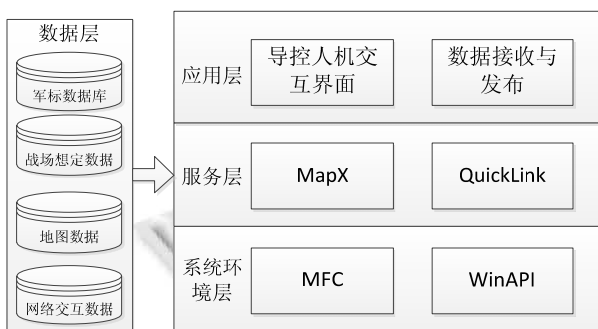 数据层
军标数据库
战场想定数据
地图数据
网络交互数据
应用层
导控人机交
互界面
数据接收与
发布
服务层
MapX
QuickLink
系统环
境层
MFC
WinAPI